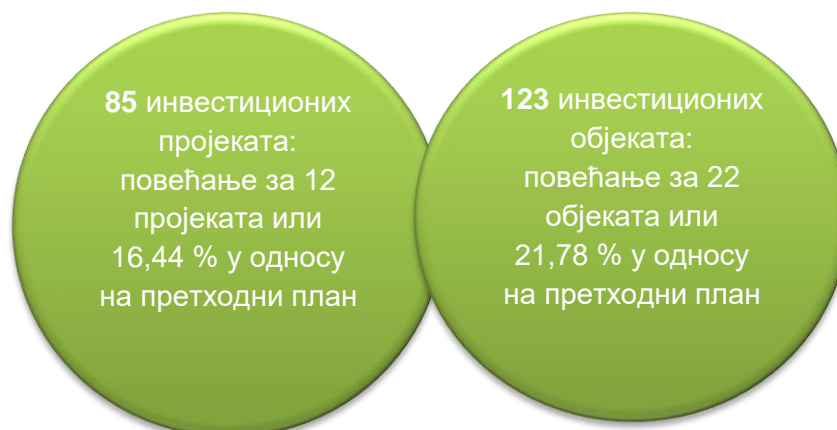 85 инвестиционих
пројеката:
повећање за 12
пројеката или
16,44 % у односу
на претходни план
123 инвестиционих
објеката:
повећање за 22
објеката или
21,78 % у односу
на претходни план